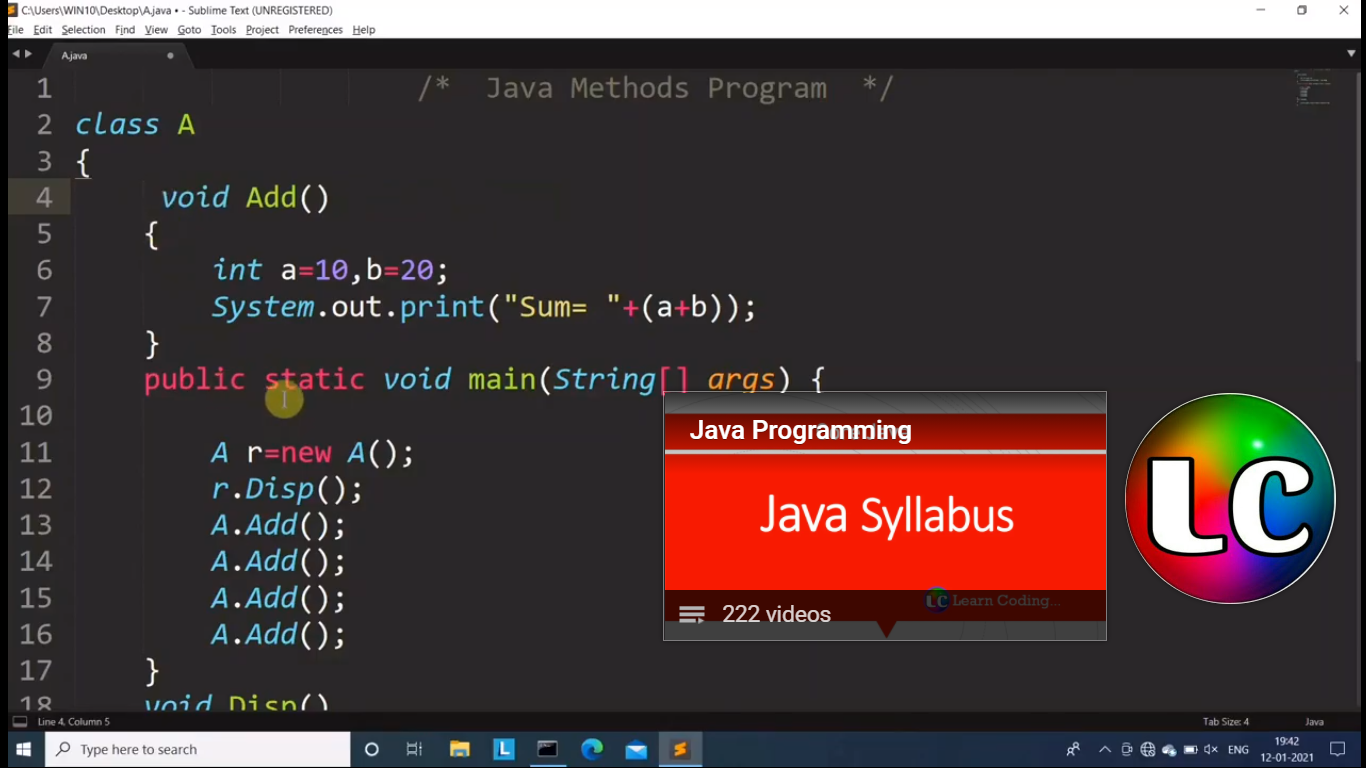 C:\Users\WIN10\Desktop\A.java • - Sublime Text (UNREGISTERED)
File Edit Selection Find View Goto Tools Project Preferences Help
A.java
1 /* Java Methods Program */
2 class A
3 {
4 void Add()
5 {
6 int a=10,b=20;
7 System.out.print("Sum= "+(a+b));
8 }
9 public static void main(String[] args) {
10
11 A r=new A();
12 r.Disp();
13 A.Add();
14 A.Add();
15 A.Add();
16 A.Add();
17 }
18 void Disp()
Java Programming
Java Syllabus
LC Learn Coding...
222 videos
LC
Line 4, Column 5
Tab Size: 4
Java
Type here to search
L
ENG
19:42
12-01-2021